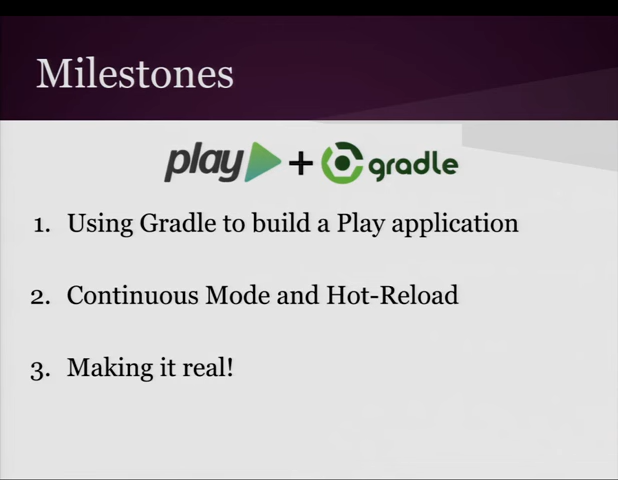 Milestones
play + gradle
1. Using Gradle to build a Play application
2. Continuous Mode and Hot-Reload
3. Making it real!